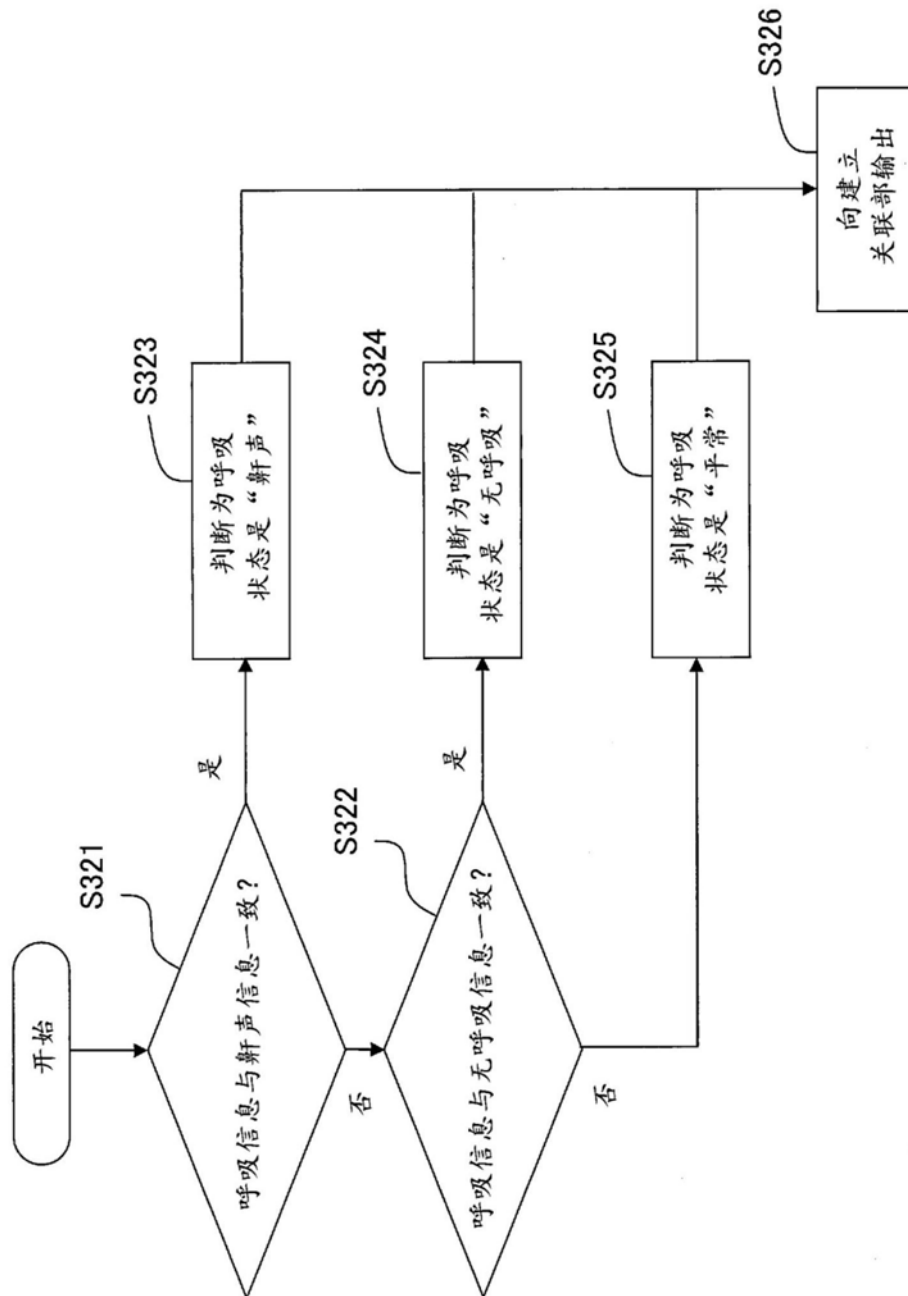 开始
S321
呼吸信息与鼾声信息一致?
是
否
S323
判断为呼吸
状态是“鼾声”
S322
呼吸信息与无呼吸信息一致?
是
否
S324
判断为呼吸
状态是“无呼吸”
S325
判断为呼吸
状态是“平常”
S326
向建立
关联部输出